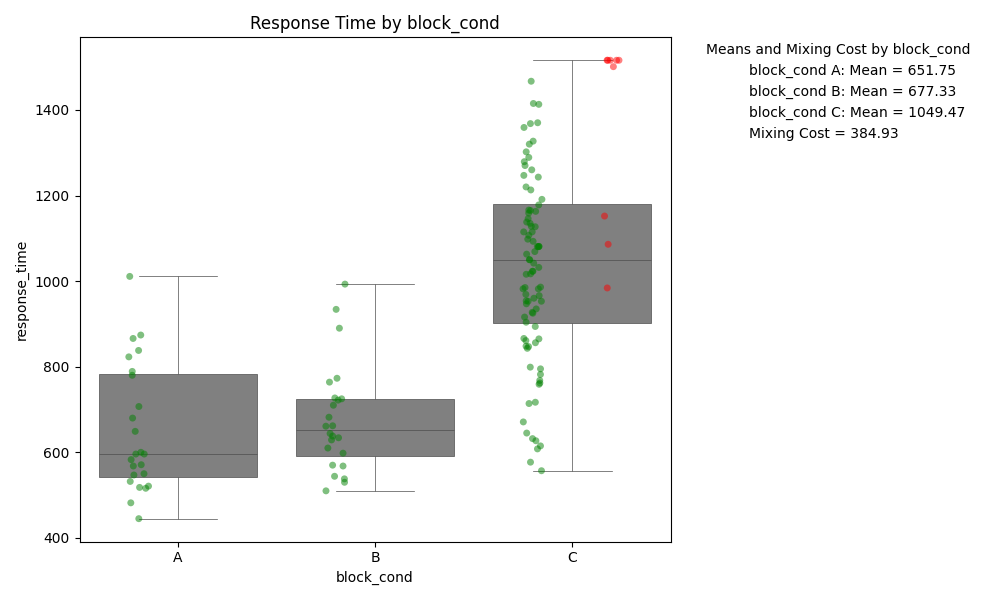 Response Time by block_cond
Means and Mixing Cost by block_cond
block_cond A: Mean = 651.75
block_cond B: Mean = 677.33
block_cond C: Mean = 1049.47
Mixing Cost = 384.93
response_time
1400
1200
1000
800
600
400
A B C
block_cond